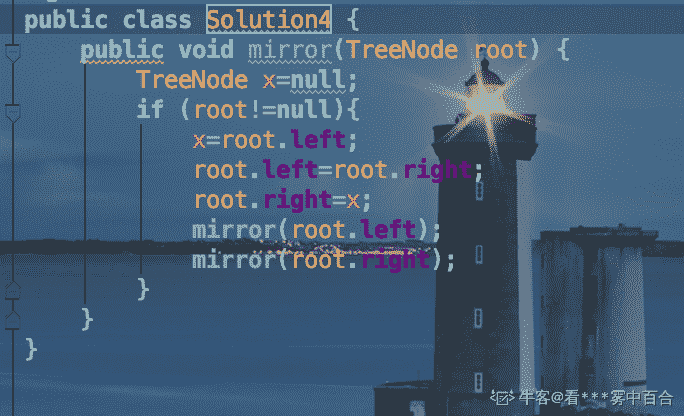 public class Solution4 {
    public void mirror(TreeNode root) {
        TreeNode x=null;
        if (root!=null){
            x=root.left;
            root.left=root.right;
            root.right=x;
            mirror(root.left);
            mirror(root.right);
        }
    }
}
牛客@看***雾中百合